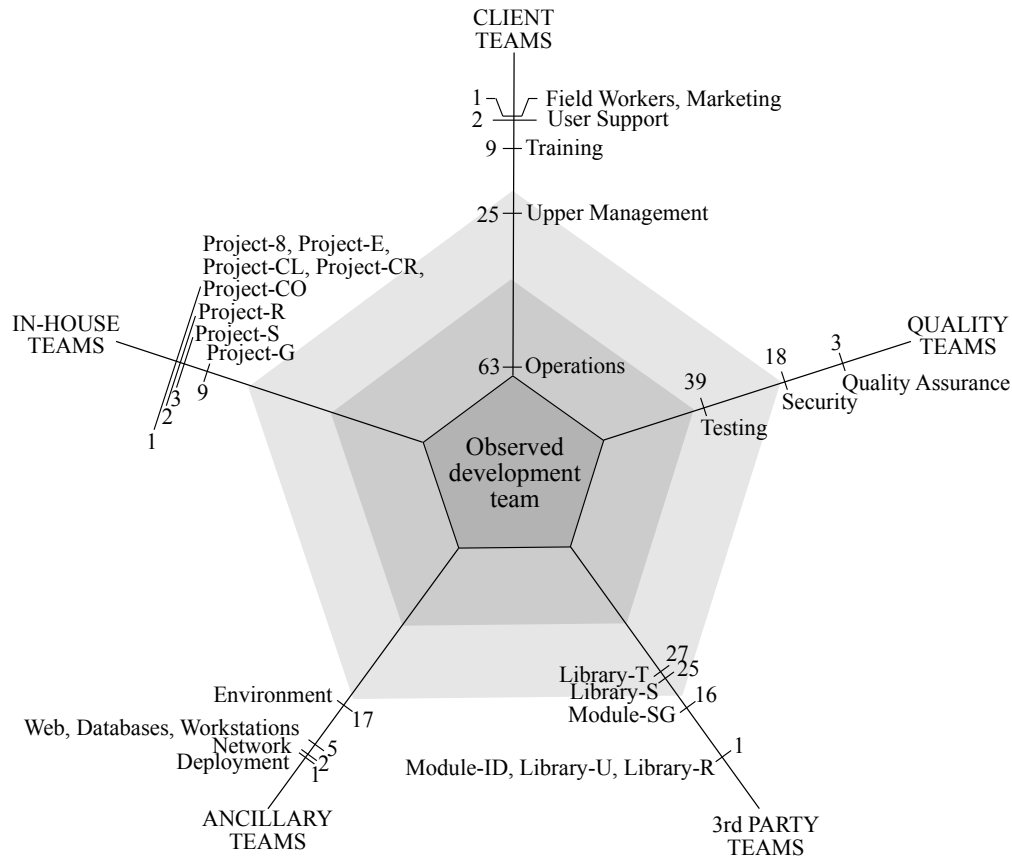 CLIENT
TEAMS
1 Field Workers, Marketing
2 User Support
9 Training
25 Upper Management
63 Operations
IN-HOUSE
TEAMS
Project-8, Project-E,
Project-CL, Project-CR,
Project-CO
Project-R
Project-S
Project-G
9
3
2
1
QUALITY
TEAMS
3
Quality Assurance
18
Security
39
Testing
Observed
development
team
Environment
17
Web, Databases, Workstations
5
Network
2
Deployment
1
ANCILLARY
TEAMS
27
Library-T
25
Library-S
16
Module-SG
1
Module-ID, Library-U, Library-R
3rd PARTY
TEAMS